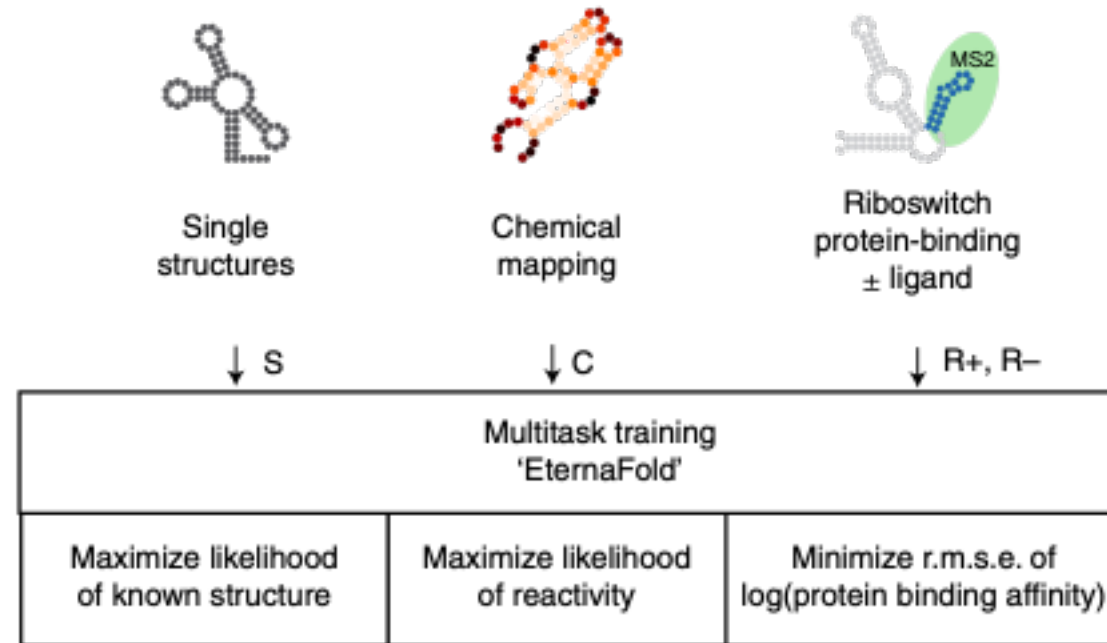 MS2
Single
structures
Chemical
mapping
Riboswitch
protein-binding
± ligand
S
C
R+, R–
Multitask training
‘EternaFold’
Maximize likelihood
of known structure
Maximize likelihood
of reactivity
Minimize r.m.s.e. of
log(protein binding affinity)